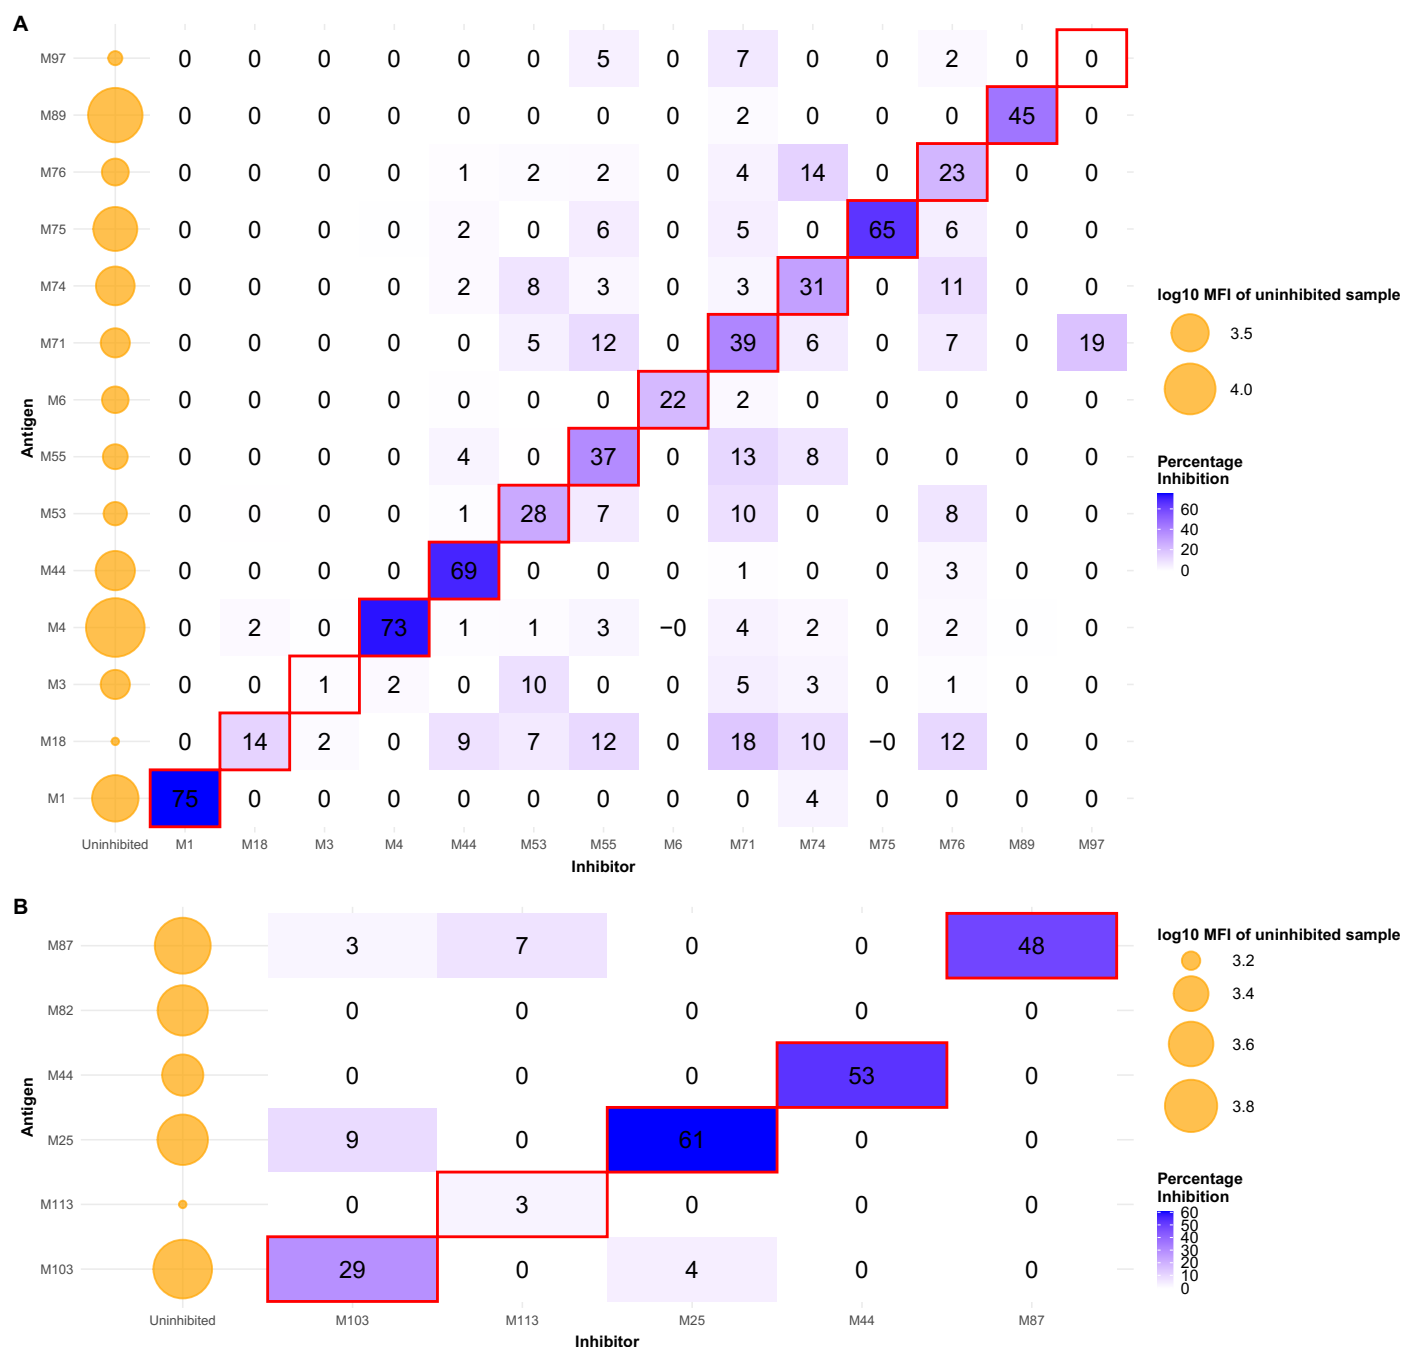 A
M97 0 0 0 0 0 0 5 0 7 0 0 2 0 0
M89 0 0 0 0 0 0 0 0 2 0 0 0 45 0
M76 0 0 0 0 1 2 2 0 4 14 0 23 0 0
M75 0 0 0 0 2 0 6 0 5 0 65 6 0 0
M74 0 0 0 0 2 8 3 0 3 31 0 11 0 0
M71 0 0 0 0 0 5 12 0 39 6 0 7 0 19
M6 0 0 0 0 0 0 0 22 2 0 0 0 0 0
M55 0 0 0 0 4 0 37 0 13 8 0 0 0 0
M53 0 0 0 0 1 28 7 0 10 0 0 8 0 0
M44 0 0 0 0 69 0 0 0 1 0 0 3 0 0
M4 0 2 0 73 1 1 3 −0 4 2 0 2 0 0
M3 0 0 1 2 0 10 0 0 5 3 0 1 0 0
M18 0 14 2 0 9 7 12 0 18 10 −0 12 0 0
M1 75 0 0 0 0 0 0 0 0 4 0 0 0 0
Uninhibited M1 M18 M3 M4 M44 M53 M55 M6 M71 M74 M75 M76 M89 M97
Inhibitor
Antigen
log10 MFI of uninhibited sample
3.5
4.0
Percentage
Inhibition
60
40
20
0
B
M87 3 7 0 0 48
M82 0 0 0 0 0
M44 0 0 0 53 0
M25 9 0 61 0 0
M113 0 3 0 0 0
M103 29 0 4 0 0
Uninhibited M103 M113 M25 M44 M87
Inhibitor
Antigen
log10 MFI of uninhibited sample
3.2
3.4
3.6
3.8
Percentage
Inhibition
60
50
40
30
20
10
0